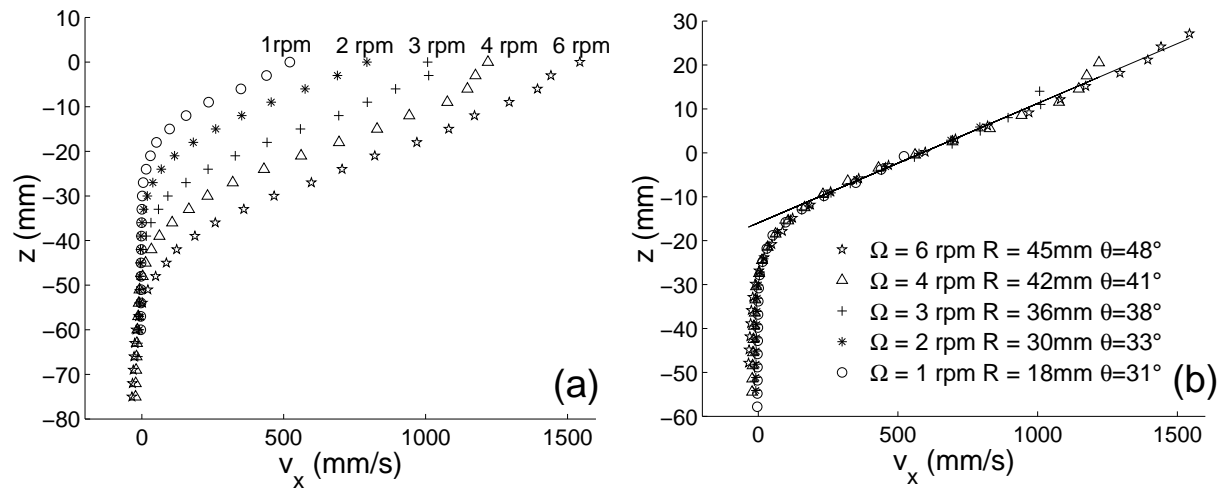 10
0
−10
−20
−30
−40
−50
−60
−70
−80
0
500
1000
1500
z (mm)
v_x (mm/s)
1rpm
2 rpm
3 rpm
4 rpm
6 rpm
(a)
30
20
10
0
−10
−20
−30
−40
−50
−60
0
500
1000
1500
z (mm)
v_x (mm/s)
Ω = 6 rpm R = 45mm θ=48°
Ω = 4 rpm R = 42mm θ=41°
Ω = 3 rpm R = 36mm θ=38°
Ω = 2 rpm R = 30mm θ=33°
Ω = 1 rpm R = 18mm θ=31°
(b)